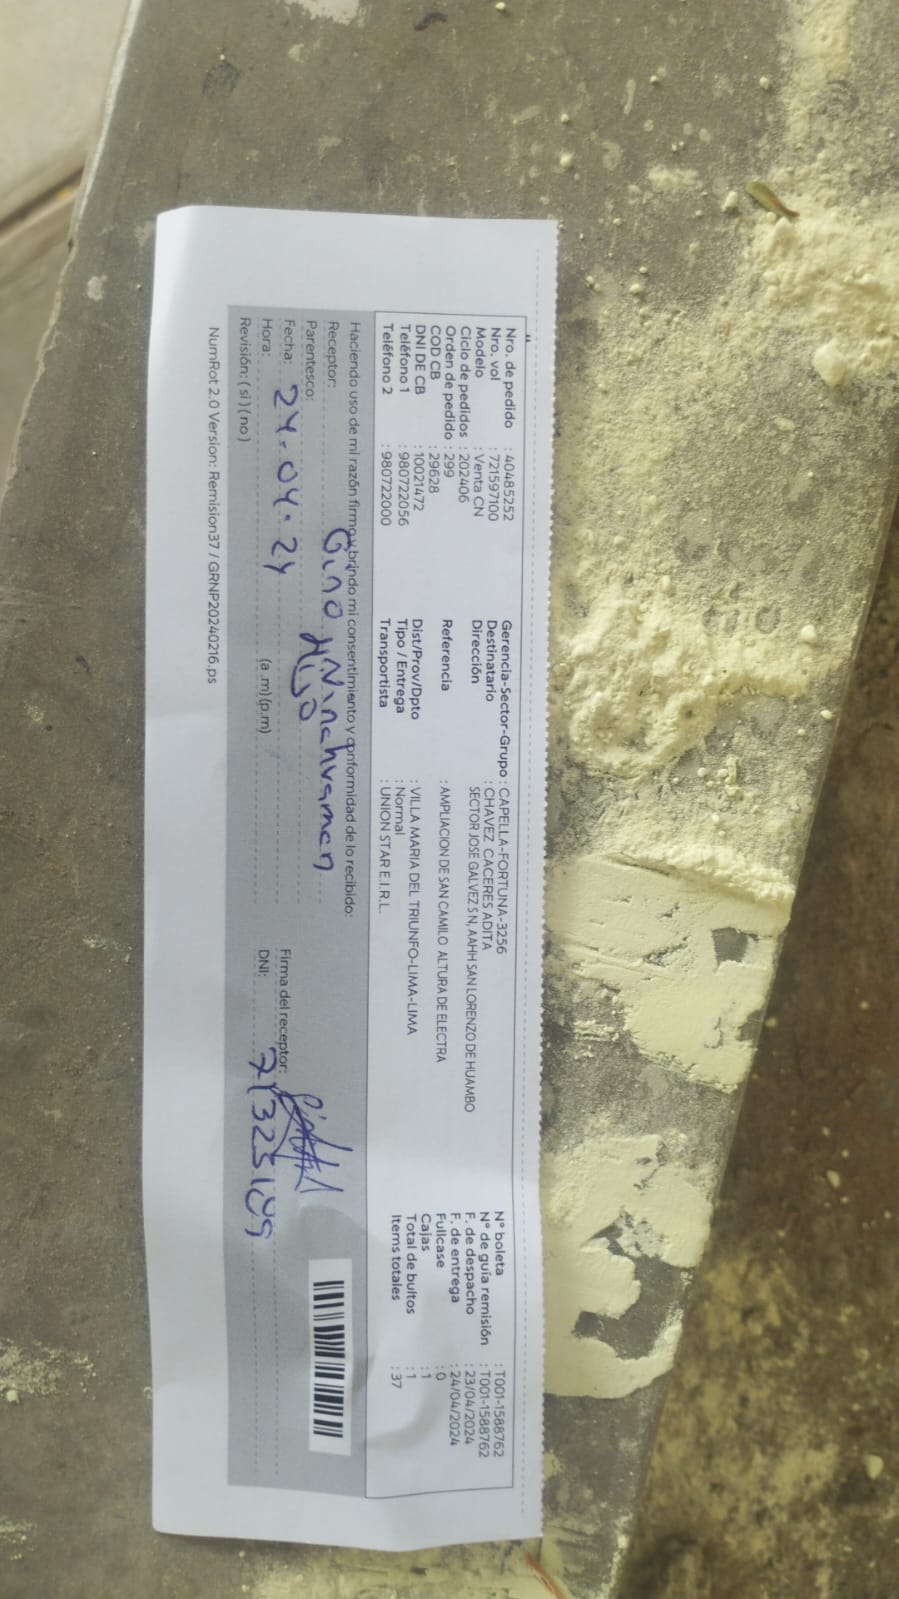 Nro. de pedido : 40485252
Nro. vol : 721597100
Modelo : Venta CN
Ciclo de pedidos : 202406
Orden de pedido : 299
COD CB : 29628
DNI DE CB : 10021472
Teléfono 1 : 980722056
Teléfono 2 : 980722000
Gerencia-Sector-Grupo : CAPELLA-FORTUNA-3256
Destinatario : CHAVEZ CACERES ADITA
Dirección SECTOR JOSE GALVEZ S N, AAHH SAN LORENZO DE HUAMBO
Referencia : AMPLIACION DE SAN CAMILO ALTURA DE ELECTRA
Dist/Prov/Dpto : VILLA MARIA DEL TRIUNFO-LIMA-LIMA
Tipo / Entrega : Normal
Transportista : UNION STAR E.I.R.L.
N° boleta : T001-1588762
N° de guía remisión : T001-1588762
F. de despacho : 23/04/2024
F. de entrega : 24/04/2024
Fullcase : 0
Cajas : 1
Total de bultos : 1
Items totales : 37
Haciendo uso de mi razón firmo y brindo mi consentimiento y conformidad de lo recibido:
Receptor: Gino Ninahuaman
Parentesco: Hijo
Fecha: 24.04.24
Hora: (a.m)(p.m)
Revisión: ( si ) ( no )
Firma del receptor:
DNI:
NumRot 2.0 Version: Remision37 / GRNP20240216.ps